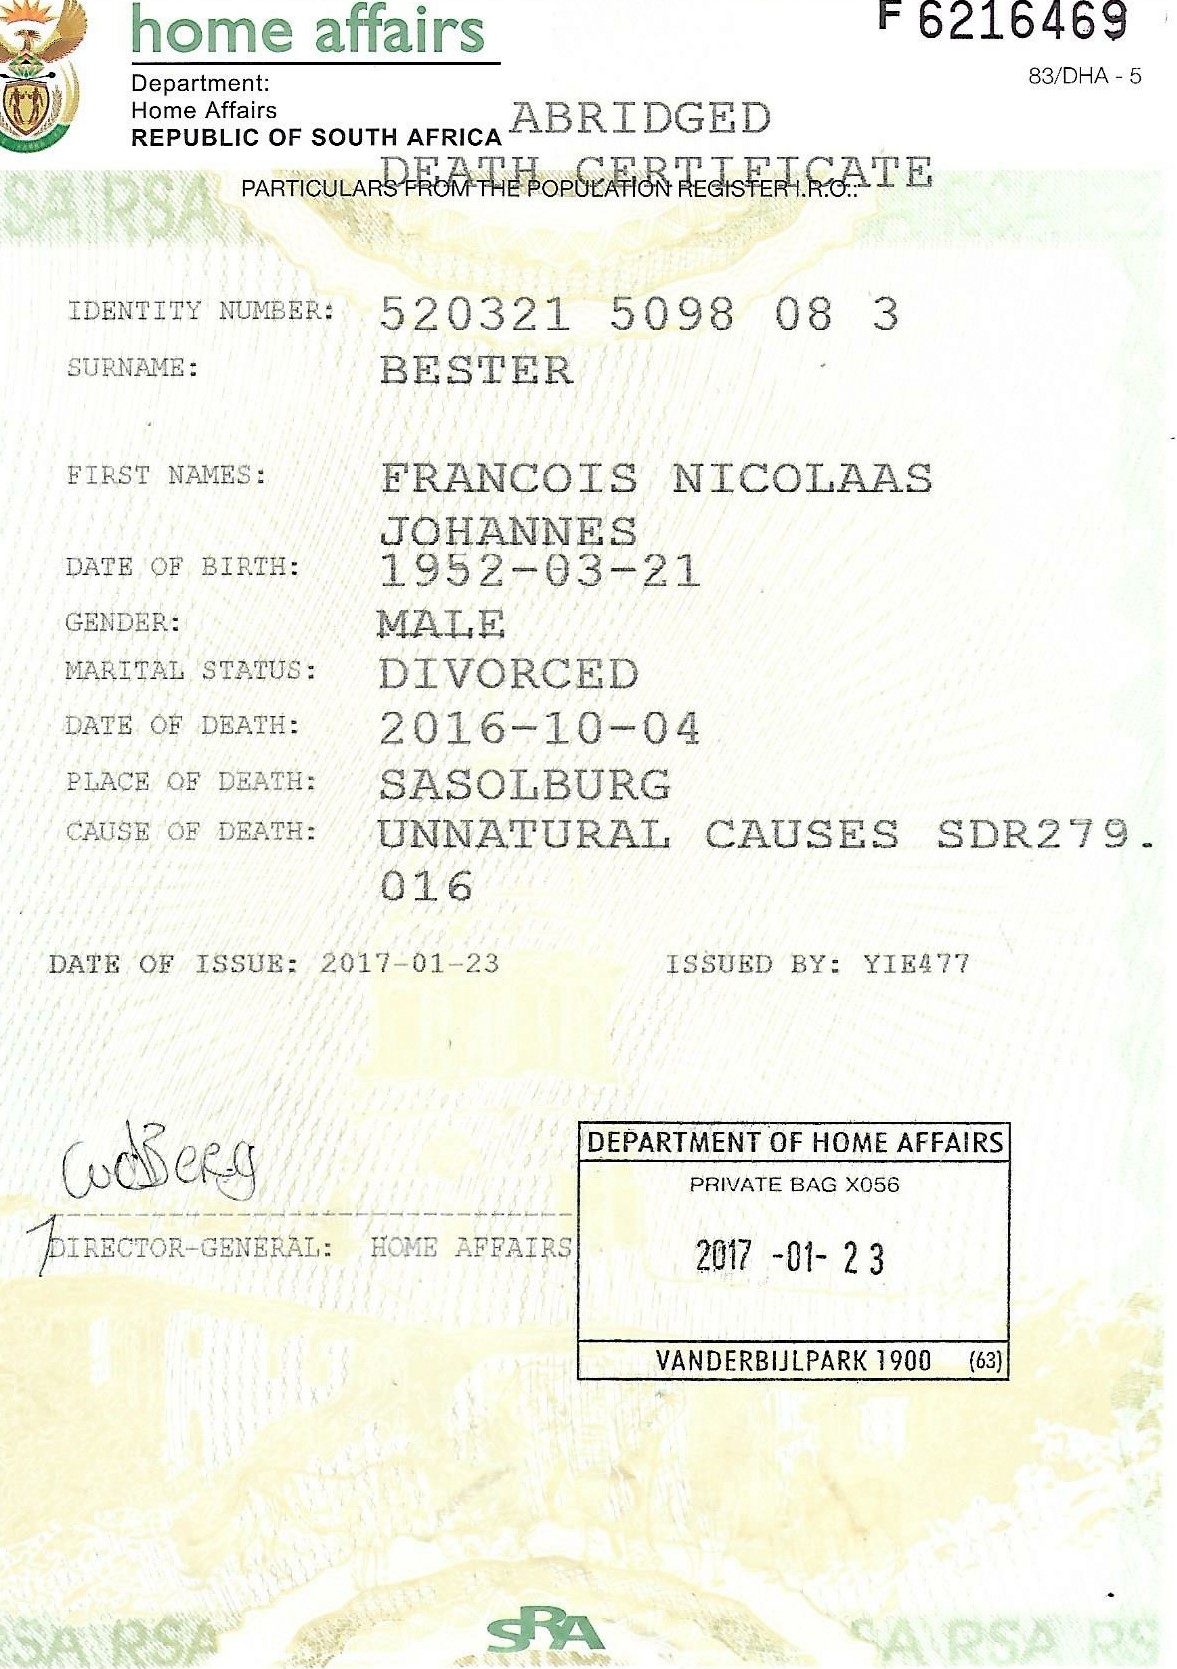 home affairs
F 6216469
83/DHA - 5
Department:
Home Affairs
REPUBLIC OF SOUTH AFRICA
ABRIDGED
DEATH CERTIFICATE
PARTICULARS FROM THE POPULATION REGISTER I.R.O.:
IDENTITY NUMBER: 520321 5098 08 3
SURNAME: BESTER
FIRST NAMES: FRANCOIS NICOLAAS
JOHANNES
DATE OF BIRTH: 1952-03-21
GENDER: MALE
MARITAL STATUS: DIVORCED
DATE OF DEATH: 2016-10-04
PLACE OF DEATH: SASOLBURG
CAUSE OF DEATH: UNNATURAL CAUSES SDR279.
016
DATE OF ISSUE: 2017-01-23 ISSUED BY: YIE477
DIRECTOR-GENERAL: HOME AFFAIRS
DEPARTMENT OF HOME AFFAIRS
PRIVATE BAG X056
2017 -01- 23
VANDERBIJLPARK 1900 (63)
RSA RSA